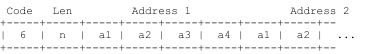 Code   Len            Address 1               Address 2
+-----+-----+-----+-----+-----+-----+-----+-----+--
|  6  |  n  |  a1 |  a2 |  a3 |  a4 |  a1 |  a2 |  ...
+-----+-----+-----+-----+-----+-----+-----+-----+--